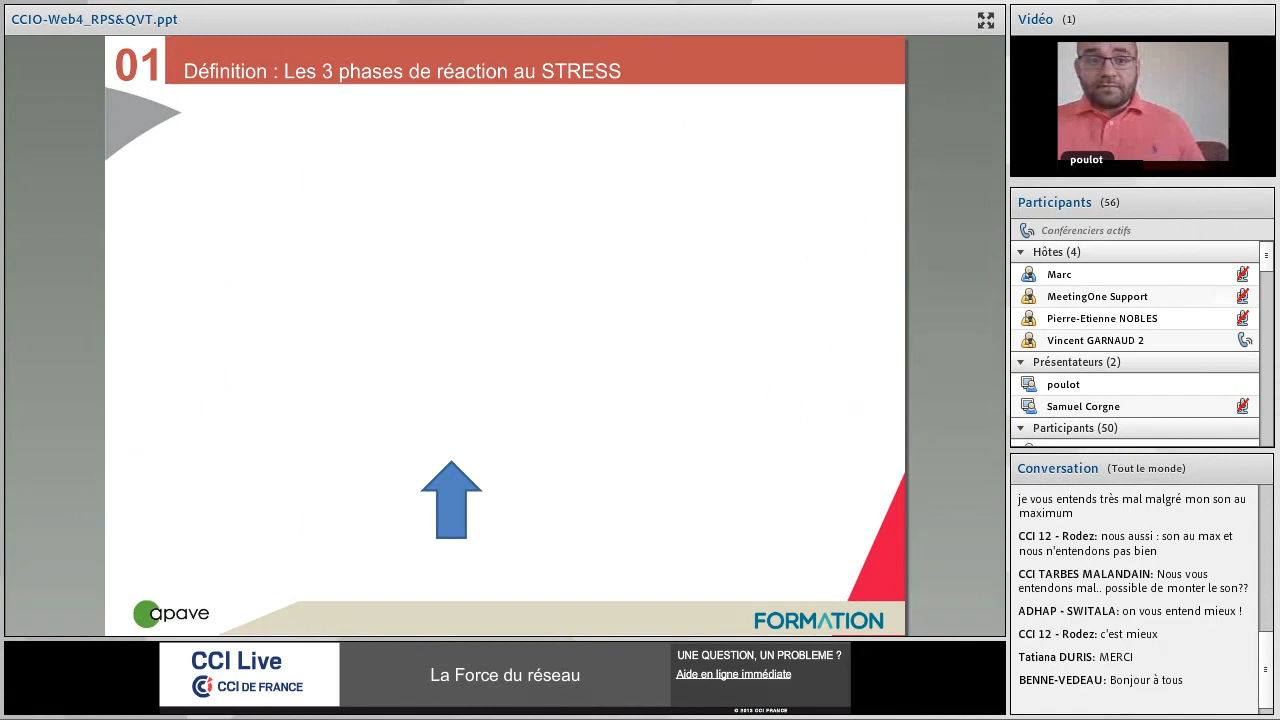 CCIO-Web4_RPS&QVT.ppt
01
Définition : Les 3 phases de réaction au STRESS
apave
FORMATION
CCI Live
CCI DE FRANCE
La Force du réseau
UNE QUESTION, UN PROBLEME ?
Aide en ligne immédiate
© 2013 CCI FRANCE
Vidéo (1)
poulot
Participants (56)
Conférenciers actifs
Hôtes (4)
Marc
MeetingOne Support
Pierre-Etienne NOBLES
Vincent GARNAUD 2
Présentateurs (2)
poulot
Samuel Corgne
Participants (50)
Conversation (Tout le monde)
je vous entends très mal malgré mon son au
maximum
CCI 12 - Rodez: nous aussi : son au max et
nous n'entendons pas bien
CCI TARBES MALANDAIN: Nous vous
entendons mal.. possible de monter le son??
ADHAP - SWITALA: on vous entend mieux !
CCI 12 - Rodez: c'est mieux
Tatiana DURIS: MERCI
BENNE-VEDEAU: Bonjour à tous